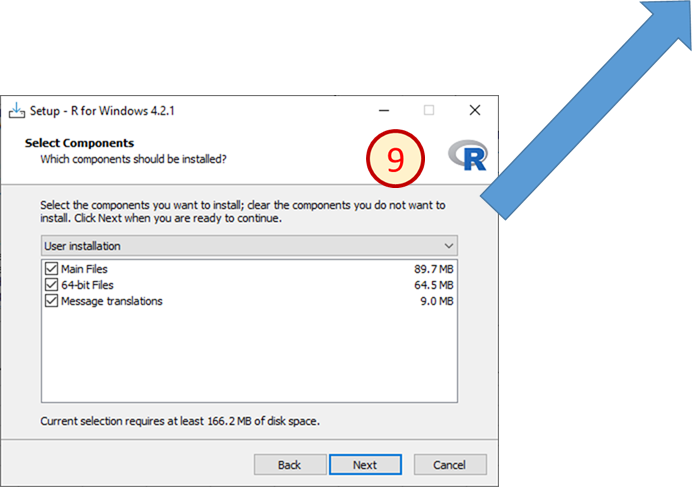 Setup - R for Windows 4.2.1
Select Components
Which components should be installed?
9
R
Select the components you want to install; clear the components you do not want to
install. Click Next when you are ready to continue.
User installation
Main Files 89.7 MB
64-bit Files 64.5 MB
Message translations 9.0 MB
Current selection requires at least 166.2 MB of disk space.
Back Next Cancel